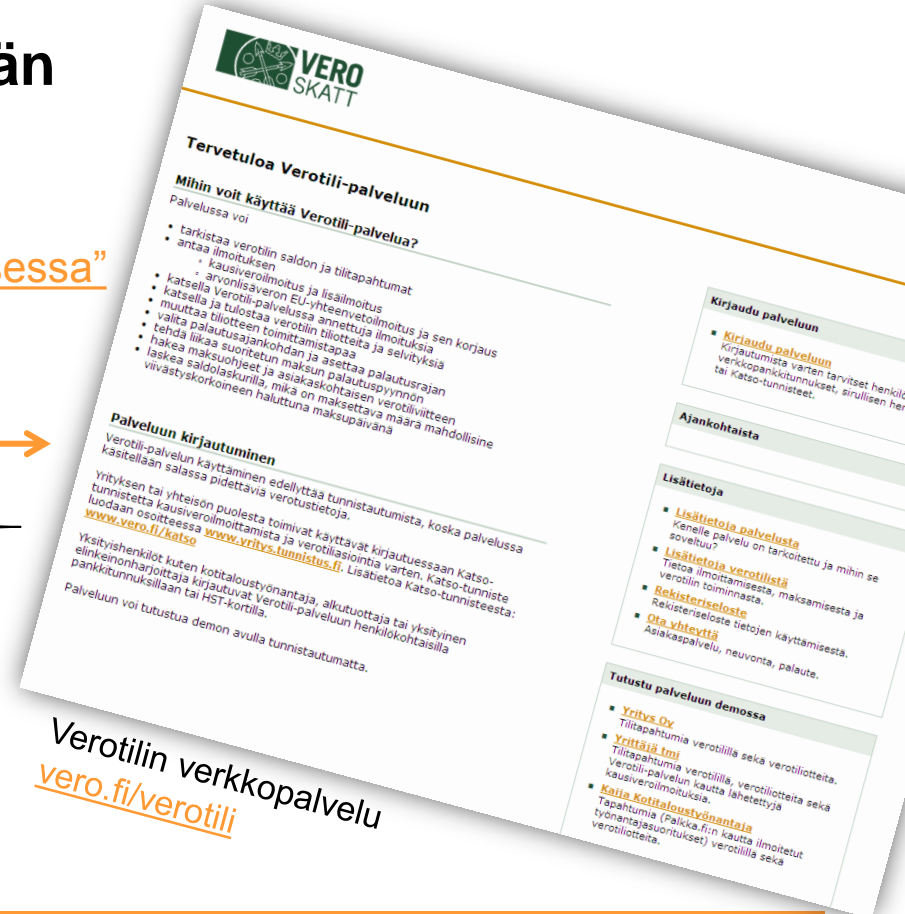 än
sessa”
VERO
SKATT
Tervetuloa Verotili-palveluun
Mihin voit käyttää Verotili-palvelua?
Palvelussa voi
• tarkistaa verotilin saldon ja tilitapahtumat
• antaa ilmoituksen
◦ kausiveroilmoitus ja lisäilmoitus
◦ arvonlisäveron EU-yhteenvetoilmoitus ja sen korjaus
• katsella Verotili-palvelussa annettuja ilmoituksia
• katsella ja tulostaa verotilin tiliotteita ja selvityksiä
• muuttaa tiliotteen toimittamistapaa
• valita palautusajankohdan ja asettaa palautusrajan
• tehdä liikaa suoritetun maksun palautuspyynnön
• hakea maksuohjeet ja asiakaskohtaisen verotiliviitteen
• laskea saldolaskurilla, mikä on maksettava määrä mahdollisine
viivästyskorkoineen haluttuna maksupäivänä
Palveluun kirjautuminen
Verotili-palvelun käyttäminen edellyttää tunnistautumista, koska palvelussa
käsitellään salassa pidettäviä verotustietoja.
Yrityksen tai yhteisön puolesta toimivat käyttävät kirjautuessaan Katso-
tunnistetta kausiveroilmoittamista ja verotiliasiointia varten. Katso-tunniste
luodaan osoitteessa www.yritys.tunnistus.fi. Lisätietoa Katso-tunnisteesta:
www.vero.fi/katso
Yksityishenkilöt kuten kotitaloustyönantaja, alkutuottaja tai yksityinen
elinkeinonharjoittaja kirjautuvat Verotili-palveluun henkilökohtaisilla
pankkitunnuksillaan tai HST-kortilla.
Palveluun voi tutustua demon avulla tunnistautumatta.
Kirjaudu palveluun
▪ Kirjaudu palveluun
Kirjautumista varten tarvitset henkilö
verkkopankkitunnukset, sirullisen hen
tai Katso-tunnisteet.
Ajankohtaista
Lisätietoja
▪ Lisätietoja palvelusta
Kenelle palvelu on tarkoitettu ja mihin se
soveltuu?
▪ Lisätietoja verotilistä
Tietoa ilmoittamisesta, maksamisesta ja
verotilin toiminnasta.
▪ Rekisteriseloste
Rekisteriseloste tietojen käyttämisestä.
▪ Ota yhteyttä
Asiakaspalvelu, neuvonta, palaute.
Tutustu palveluun demossa
▪ Yritys Oy
Tilitapahtumia verotilillä sekä verotiliotteita.
▪ Yrittäjä tmi
Tilitapahtumia verotilillä, verotiliotteita sekä
Verotili-palvelun kautta lähetettyjä
kausiveroilmoituksia.
▪ Kaija Kotitaloustyönantaja
Tapahtumia (Palkka.fi:n kautta ilmoitetut
työnantajasuoritukset) verotilillä sekä
verotiliotteita.
Verotilin verkkopalvelu
vero.fi/verotili